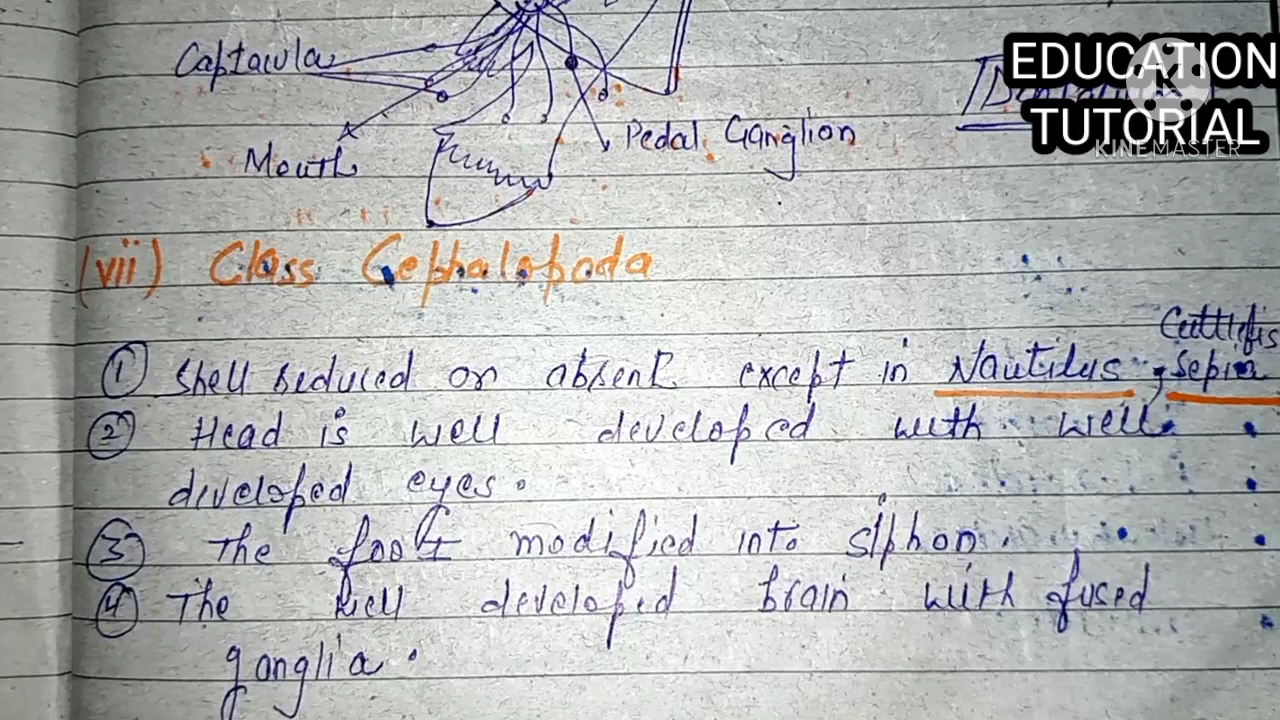 Captacula
EDUCATION
TUTORIAL
KINEMASTER
Pedal Ganglion
Mouth
(vii) Class Cephalopoda
Cuttlefis
① Shell reduced or absent except in Nautilus, Sepia
② Head is well developed with well
developed eyes.
③ The foot modified into siphon.
④ The well developed brain with fused
ganglia.